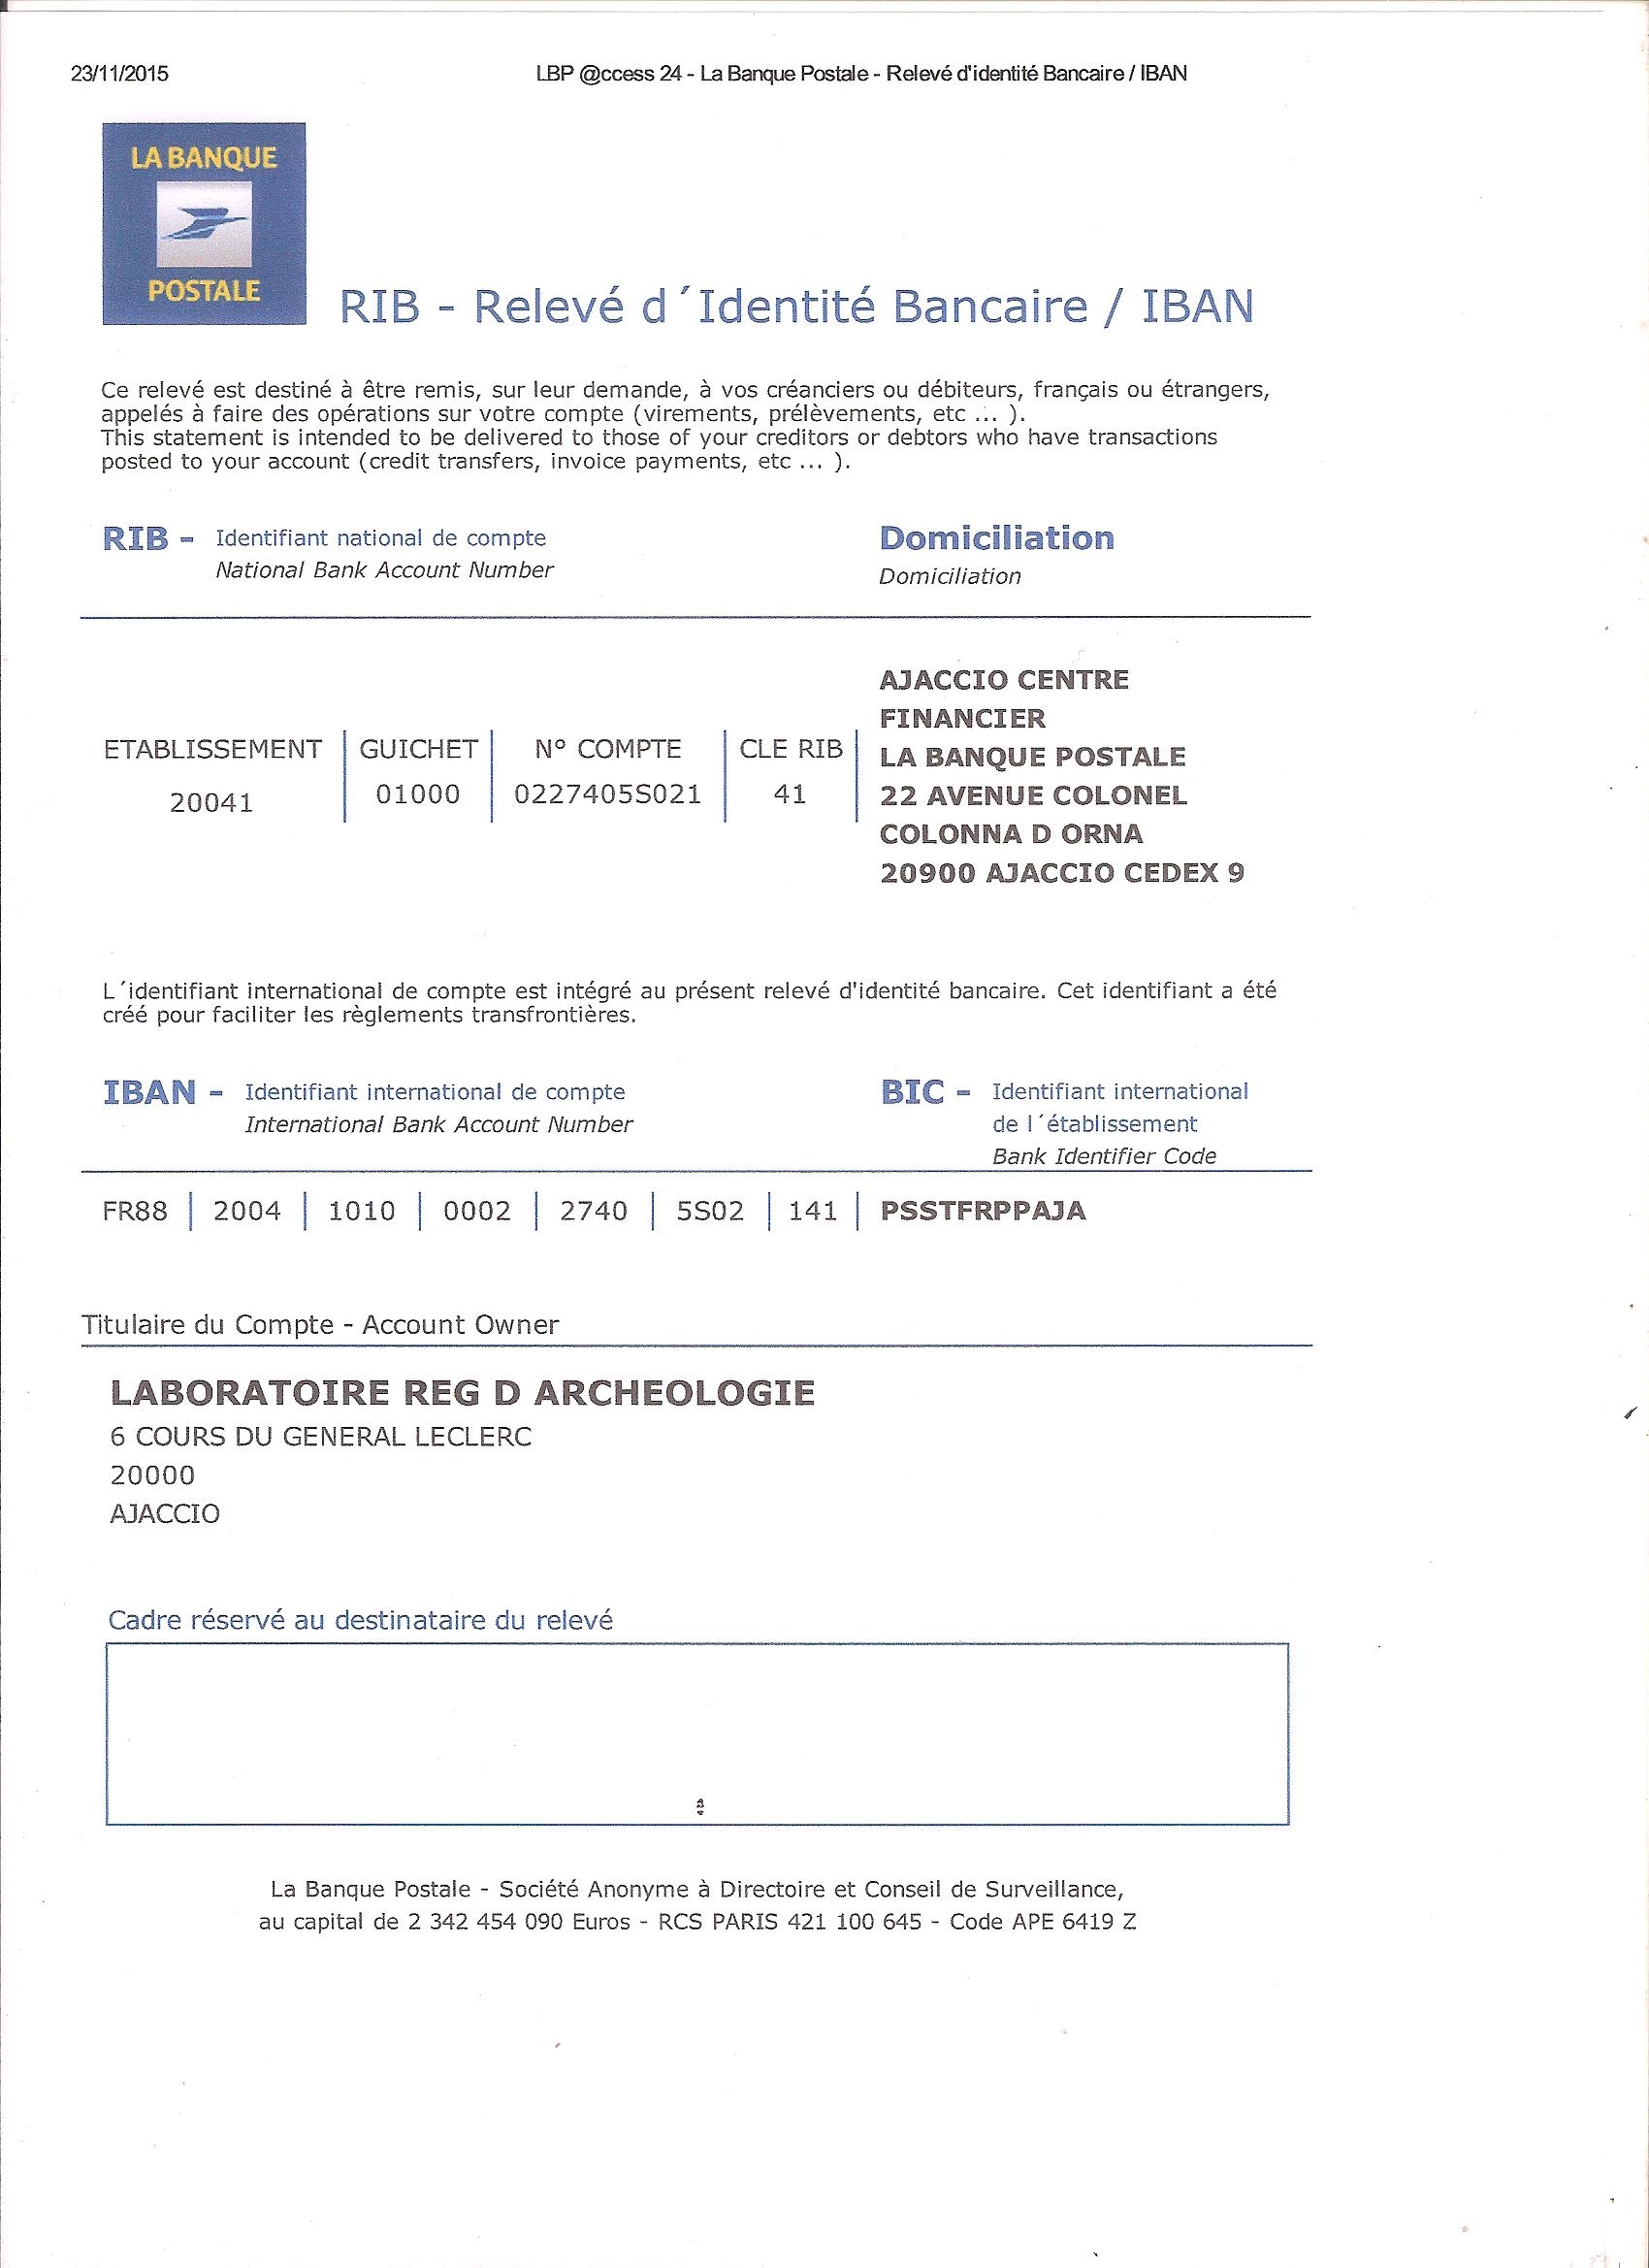 23/11/2015 LBP @ccess 24 - La Banque Postale - Relevé d'identité Bancaire / IBAN
LA BANQUE
POSTALE
RIB - Relevé d´Identité Bancaire / IBAN
Ce relevé est destiné à être remis, sur leur demande, à vos créanciers ou débiteurs, français ou étrangers,
appelés à faire des opérations sur votre compte (virements, prélèvements, etc ... ).
This statement is intended to be delivered to those of your creditors or debtors who have transactions
posted to your account (credit transfers, invoice payments, etc ... ).
RIB - Identifiant national de compte
National Bank Account Number
Domiciliation
Domiciliation
ETABLISSEMENT GUICHET N° COMPTE CLE RIB
20041 01000 0227405S021 41
AJACCIO CENTRE
FINANCIER
LA BANQUE POSTALE
22 AVENUE COLONEL
COLONNA D ORNA
20900 AJACCIO CEDEX 9
L´identifiant international de compte est intégré au présent relevé d'identité bancaire. Cet identifiant a été
créé pour faciliter les règlements transfrontières.
IBAN - Identifiant international de compte
International Bank Account Number
BIC - Identifiant international
de l´établissement
Bank Identifier Code
FR88 2004 1010 0002 2740 5S02 141 PSSTFRPPAJA
Titulaire du Compte - Account Owner
LABORATOIRE REG D ARCHEOLOGIE
6 COURS DU GENERAL LECLERC
20000
AJACCIO
Cadre réservé au destinataire du relevé
La Banque Postale - Société Anonyme à Directoire et Conseil de Surveillance,
au capital de 2 342 454 090 Euros - RCS PARIS 421 100 645 - Code APE 6419 Z